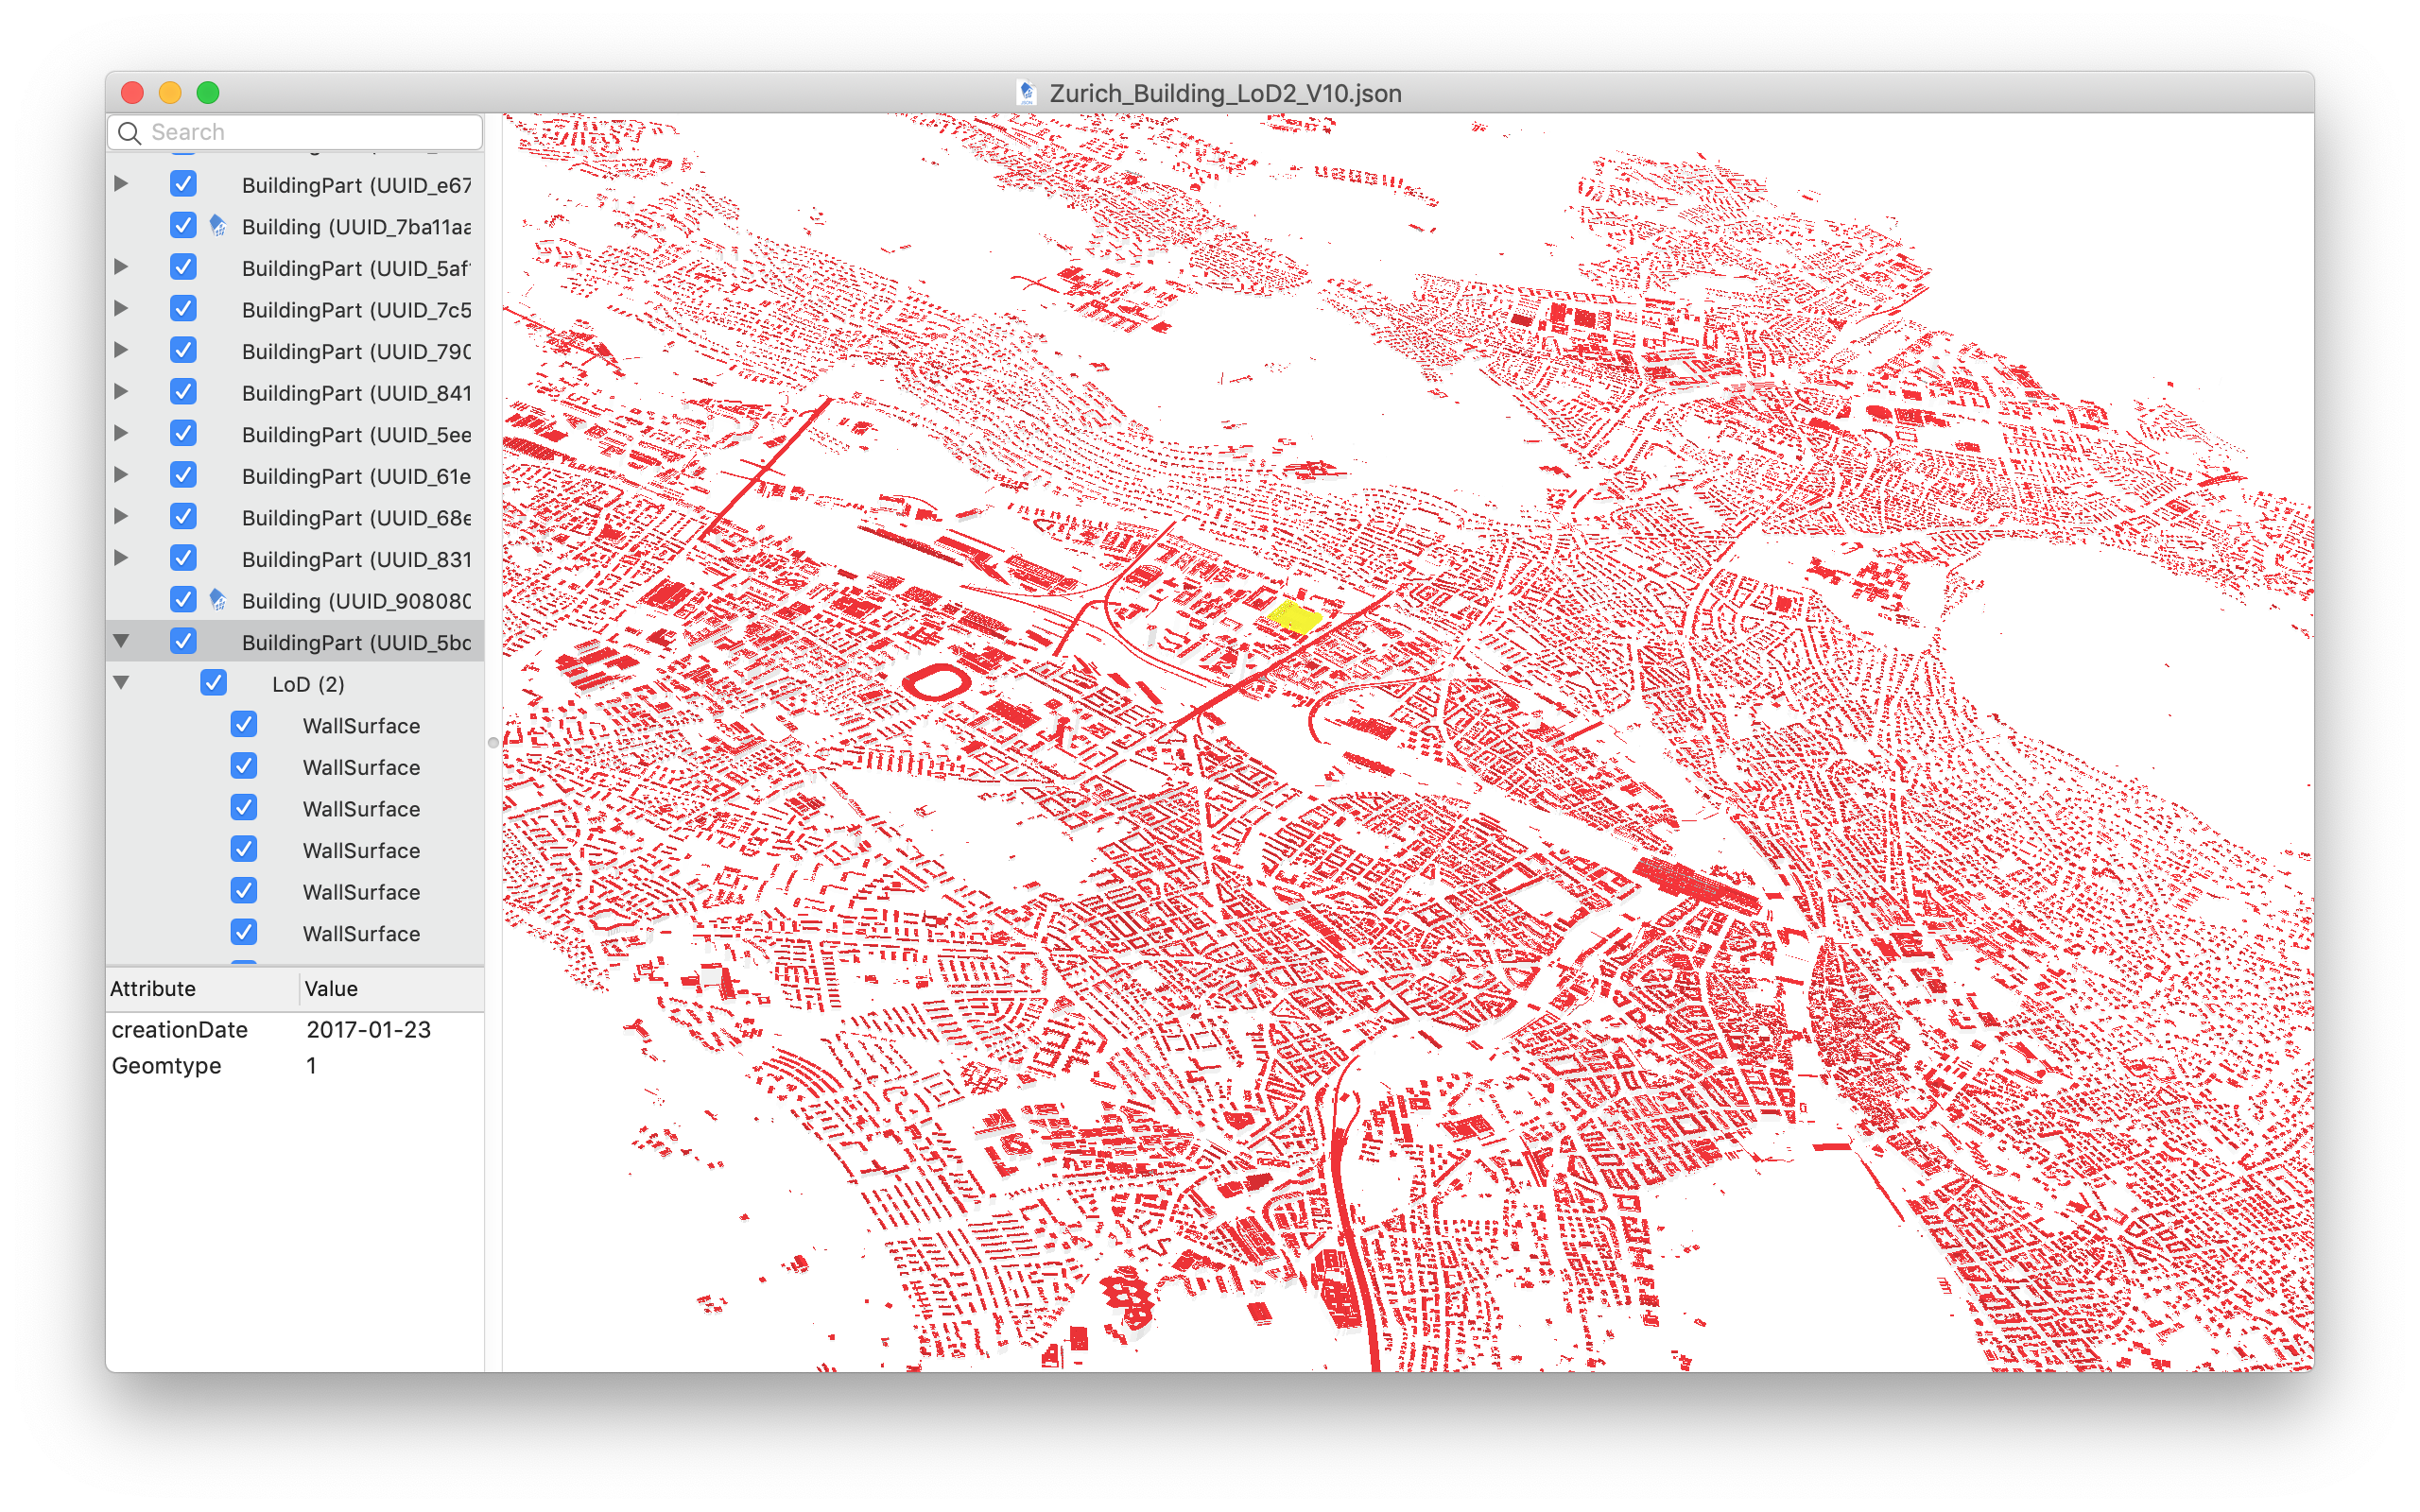 Zurich_Building_LoD2_V10.json
Search
BuildingPart (UUID_e67
Building (UUID_7ba11aa
BuildingPart (UUID_5af
BuildingPart (UUID_7c5
BuildingPart (UUID_790
BuildingPart (UUID_841
BuildingPart (UUID_5ee
BuildingPart (UUID_61e
BuildingPart (UUID_68e
BuildingPart (UUID_831
Building (UUID_908080
BuildingPart (UUID_5bc
LoD (2)
WallSurface
WallSurface
WallSurface
WallSurface
WallSurface
WallSurface
Attribute Value
creationDate 2017-01-23
Geomtype 1